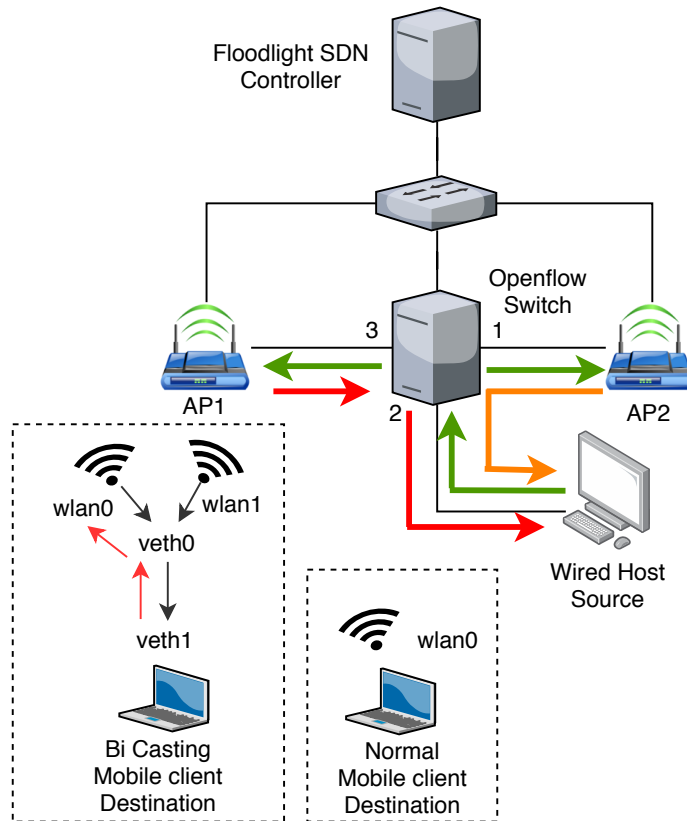 Floodlight SDN
Controller
Openflow
Switch
3
1
2
AP1
AP2
wlan0
wlan1
veth0
veth1
Bi Casting
Mobile client
Destination
wlan0
Normal
Mobile client
Destination
Wired Host
Source